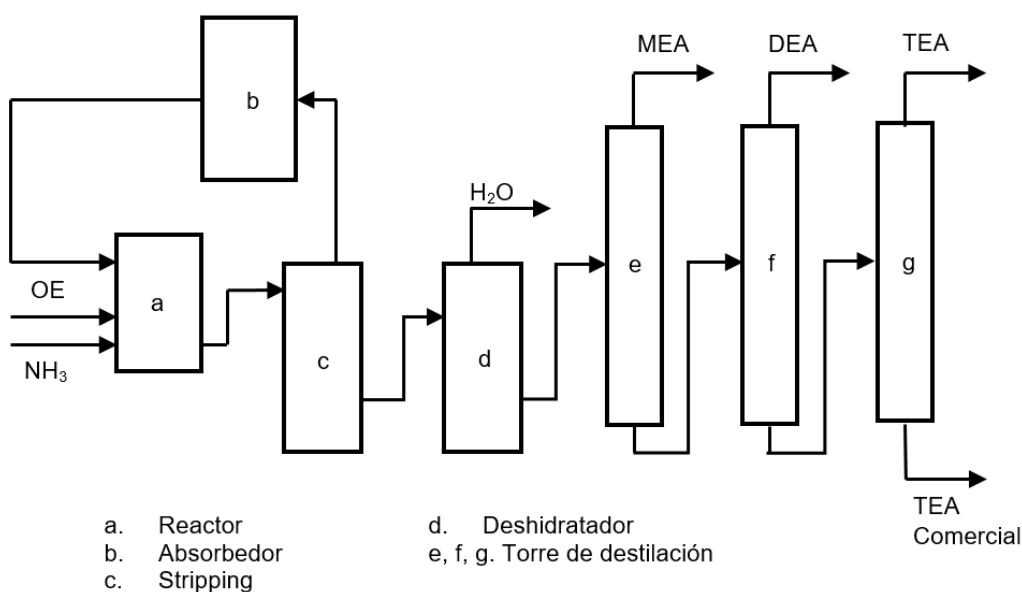 MEA
DEA
TEA
b
H₂O
e
f
g
OE
a
NH₃
c
d
TEA
Comercial
a. Reactor
b. Absorbedor
c. Stripping
d. Deshidratador
e, f, g. Torre de destilación